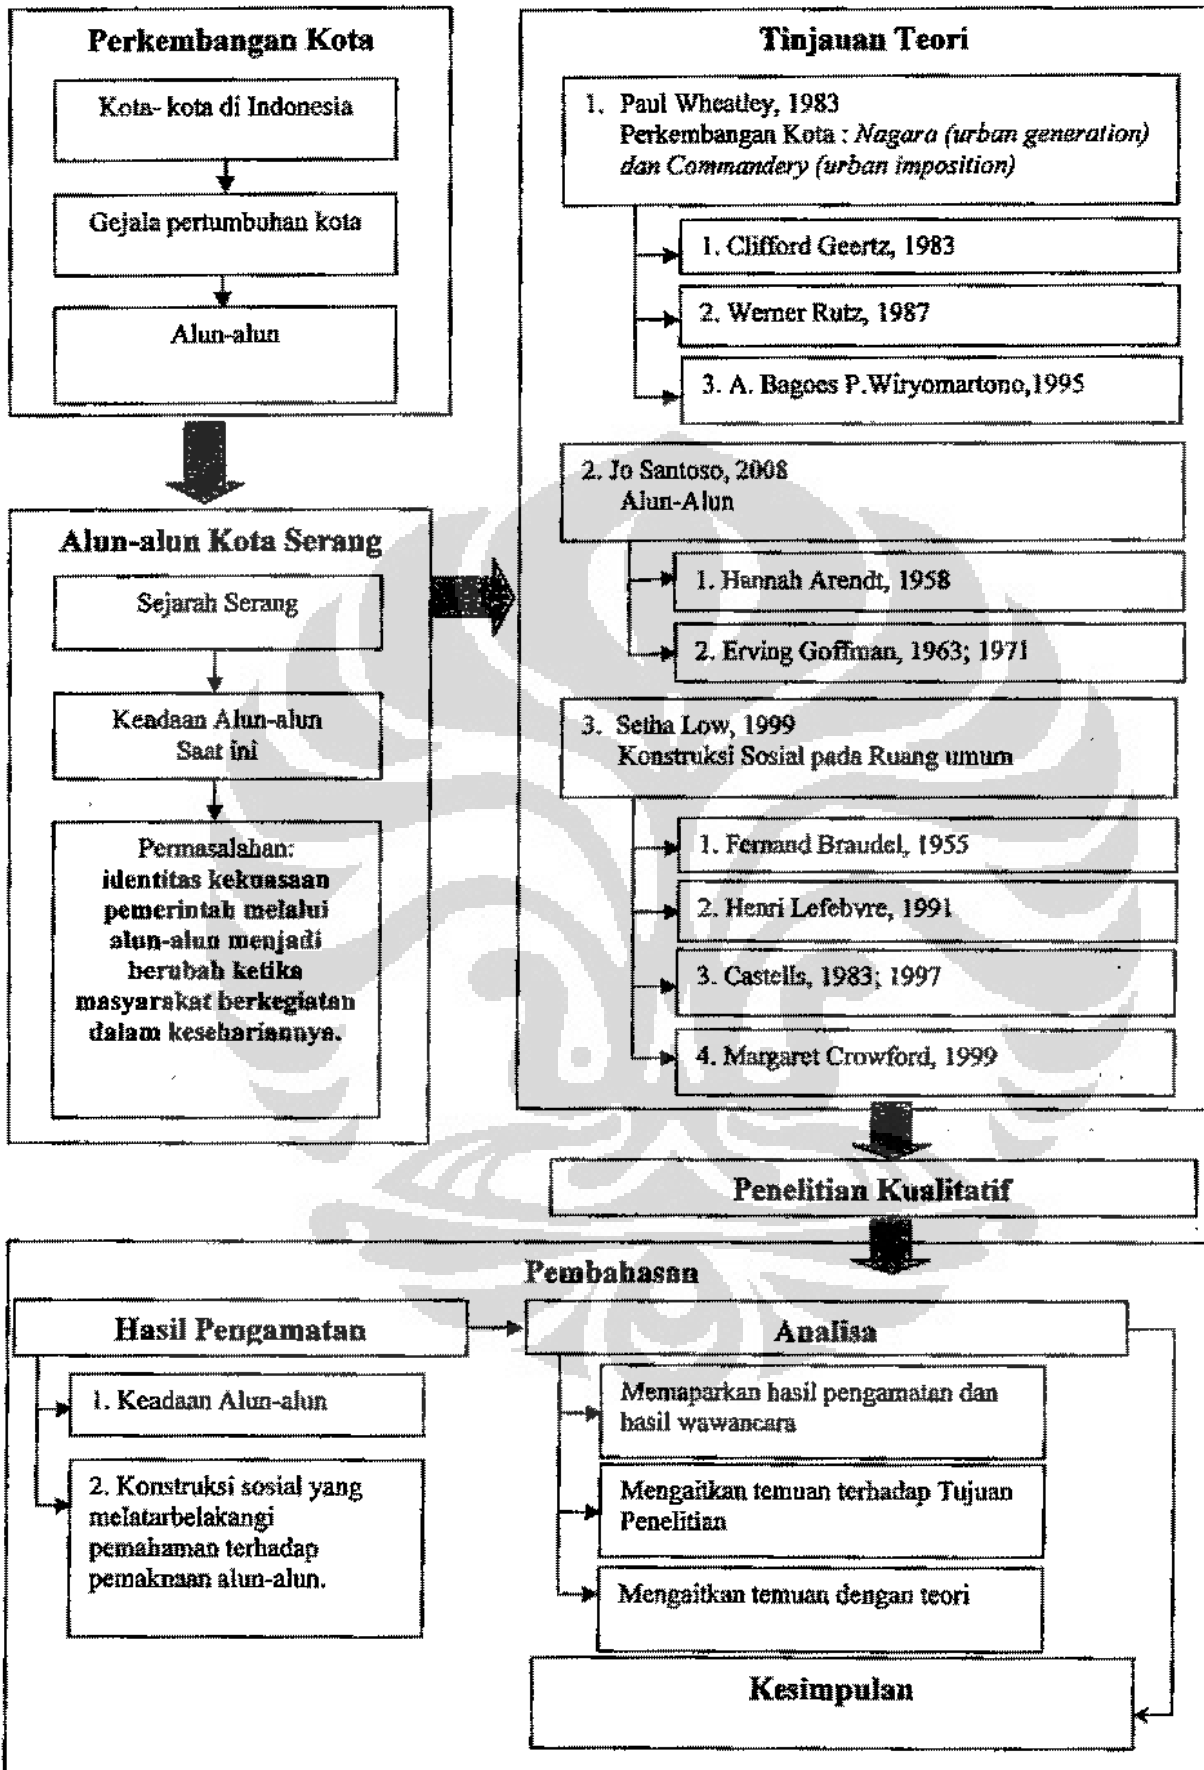 Perkembangan Kota
Kota- kota di Indonesia
Gejala pertumbuhan kota
Alun-alun
Alun-alun Kota Serang
Sejarah Serang
Keadaan Alun-alun
Saat ini
Permasalahan:
identitas kekuasaan
pemerintah melalui
alun-alun menjadi
berubah ketika
masyarakat berkegiatan
dalam kesehariannya.
Tinjauan Teori
1. Paul Wheatley, 1983
Perkembangan Kota : Nagara (urban generation)
dan Commandery (urban imposition)
1. Clifford Geertz, 1983
2. Werner Rutz, 1987
3. A. Bagoes P.Wiryomartono,1995
2. Jo Santoso, 2008
Alun-Alun
1. Hannah Arendt, 1958
2. Erving Goffman, 1963; 1971
3. Setha Low, 1999
Konstruksi Sosial pada Ruang umum
1. Fernand Braudel, 1955
2. Henri Lefebvre, 1991
3. Castells, 1983; 1997
4. Margaret Crowford, 1999
Penelitian Kualitatif
Pembahasan
Hasil Pengamatan
1. Keadaan Alun-alun
2. Konstruksi sosial yang
melatarbelakangi
pemahaman terhadap
pemaknaan alun-alun.
Analisa
Memaparkan hasil pengamatan dan
hasil wawancara
Mengaitkan temuan terhadap Tujuan
Penelitian
Mengaitkan temuan dengan teori
Kesimpulan